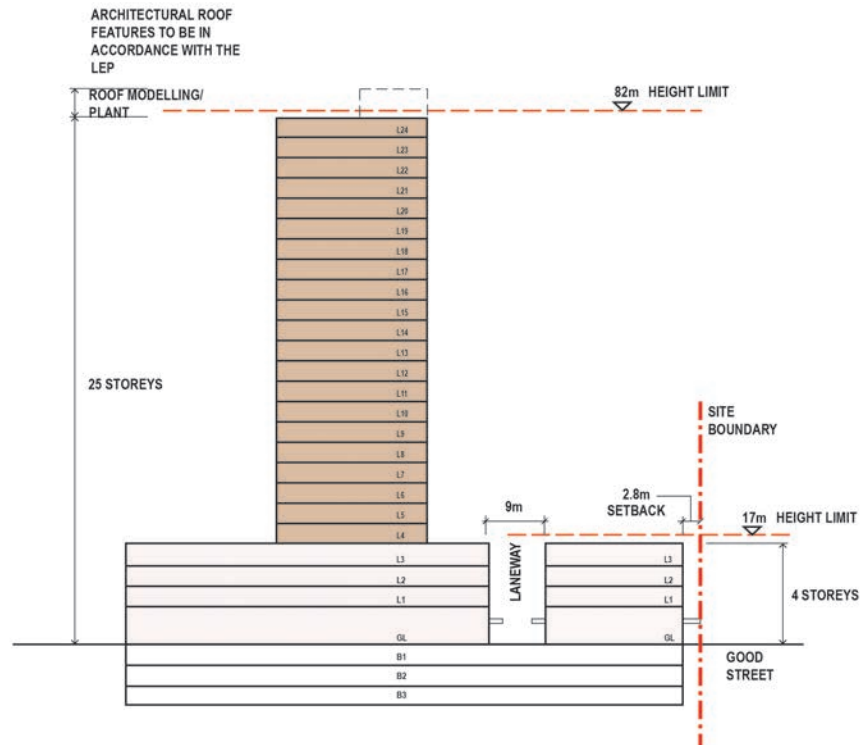 ARCHITECTURAL ROOF
FEATURES TO BE IN
ACCORDANCE WITH THE
LEP
ROOF MODELLING/
PLANT
82m HEIGHT LIMIT
L24
L23
L22
L21
L20
L19
L18
L17
L16
L15
L14
L13
L12
L11
L10
L9
L8
L7
L6
L5
L4
25 STOREYS
SITE
BOUNDARY
9m
2.8m
SETBACK
17m HEIGHT LIMIT
LANEWAY
L3
L2
L1
GL
L3
L2
L1
GL
4 STOREYS
B1
B2
B3
GOOD
STREET